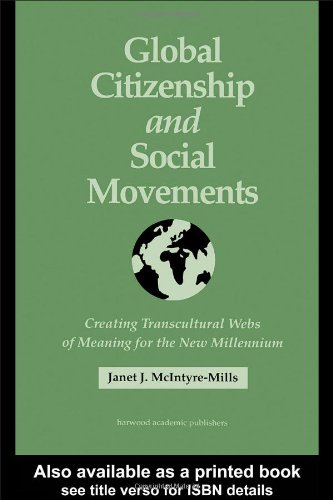 Global
Citizenship
and
Social
Movements
Creating Transcultural Webs
of Meaning for the New Millennium
Janet J. McIntyre-Mills
harwood academic publishers
Also available as a printed book
see title verso for ISBN details